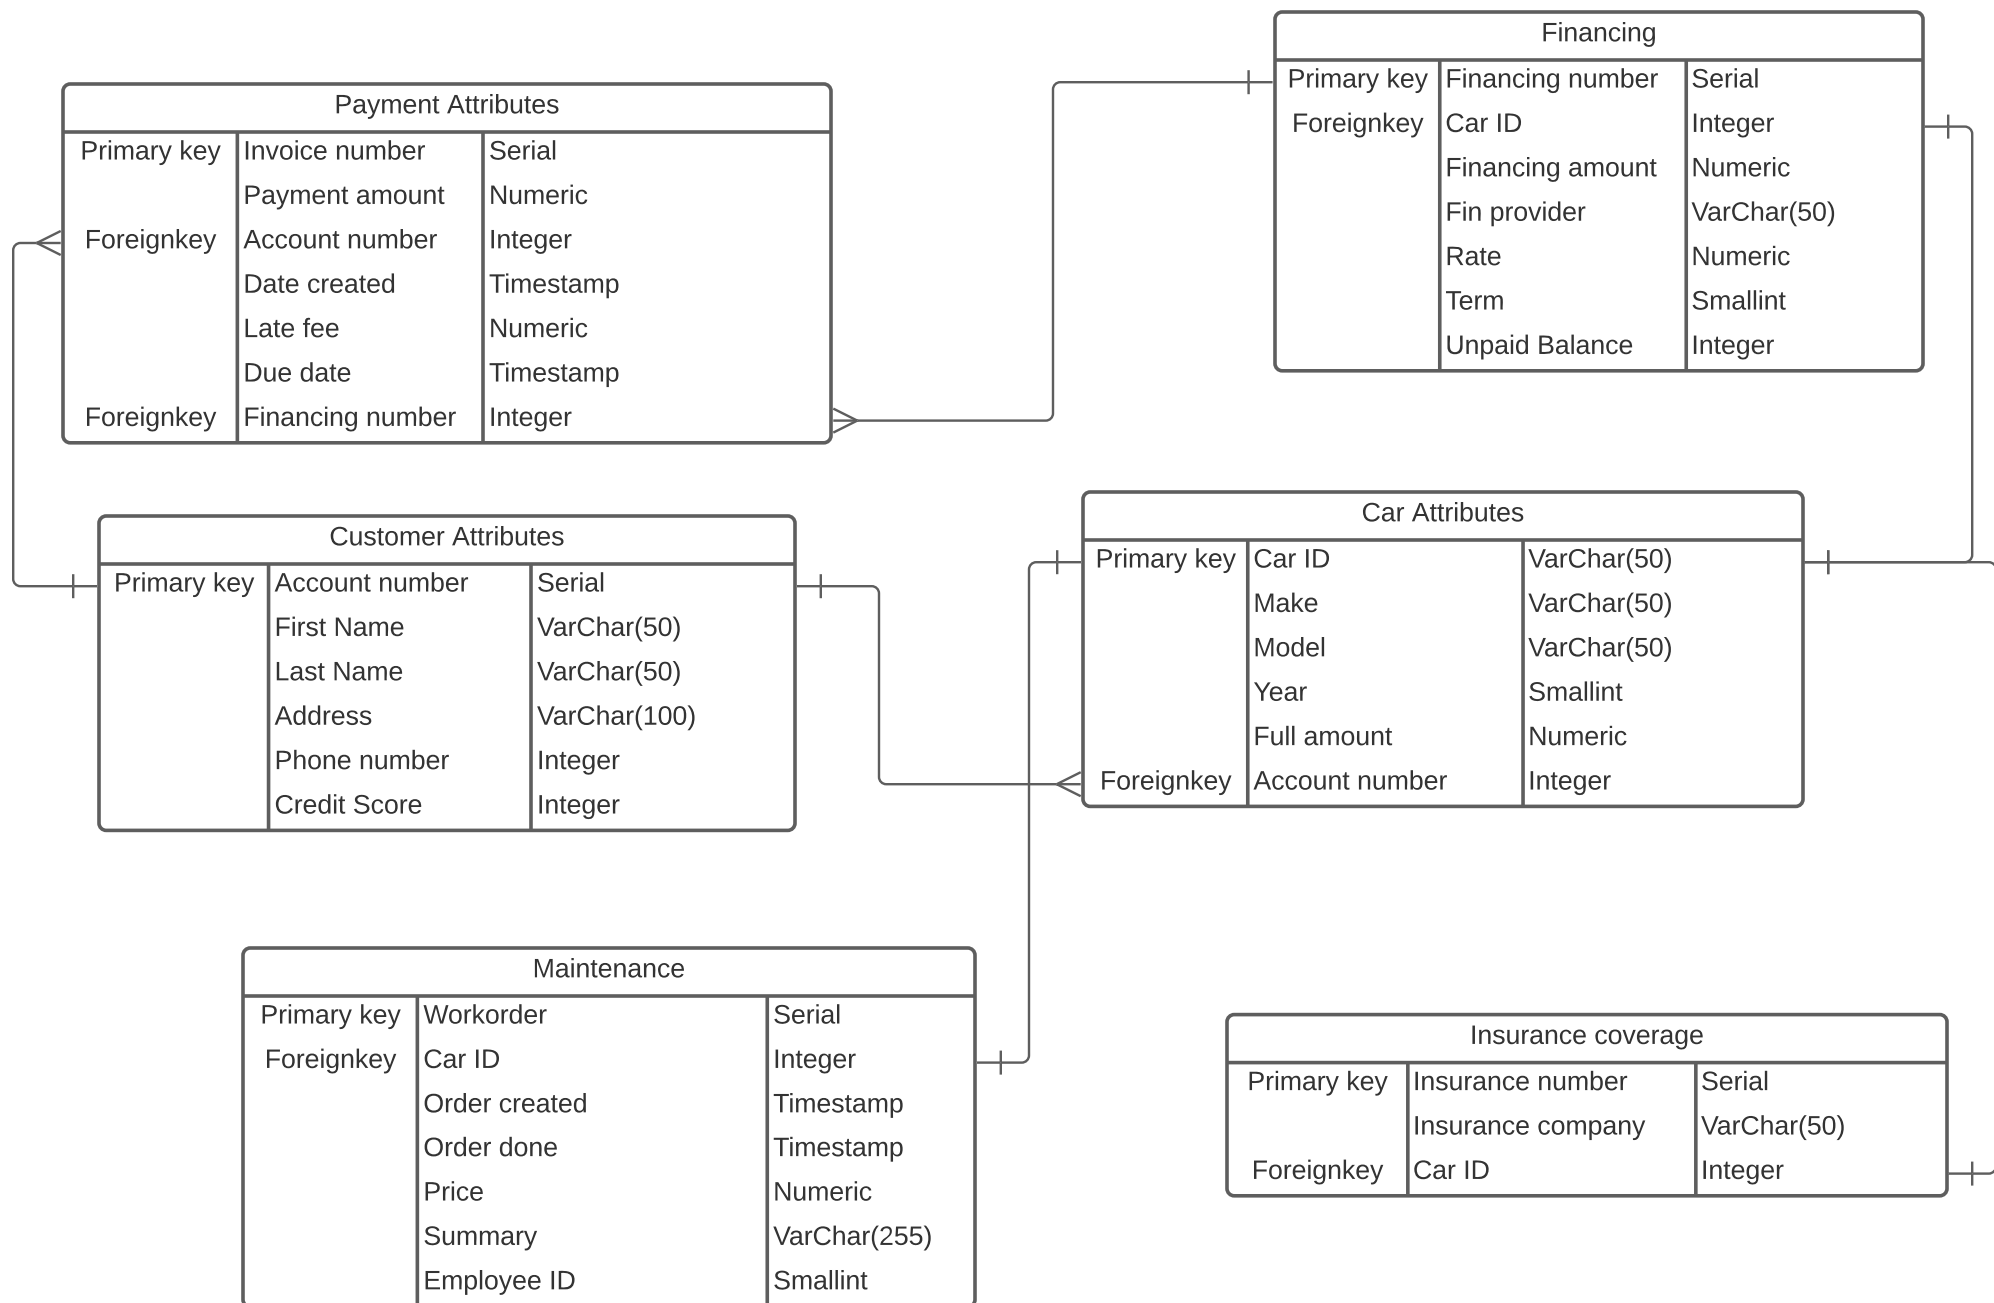 Financing
Primary key Financing number Serial
Foreignkey Car ID Integer
Financing amount Numeric
Fin provider VarChar(50)
Rate Numeric
Term Smallint
Unpaid Balance Integer
Payment Attributes
Primary key Invoice number Serial
Payment amount Numeric
Foreignkey Account number Integer
Date created Timestamp
Late fee Numeric
Due date Timestamp
Foreignkey Financing number Integer
Customer Attributes
Primary key Account number Serial
First Name VarChar(50)
Last Name VarChar(50)
Address VarChar(100)
Phone number Integer
Credit Score Integer
Car Attributes
Primary key Car ID VarChar(50)
Make VarChar(50)
Model VarChar(50)
Year Smallint
Full amount Numeric
Foreignkey Account number Integer
Maintenance
Primary key Workorder Serial
Foreignkey Car ID Integer
Order created Timestamp
Order done Timestamp
Price Numeric
Summary VarChar(255)
Employee ID Smallint
Insurance coverage
Primary key Insurance number Serial
Insurance company VarChar(50)
Foreignkey Car ID Integer